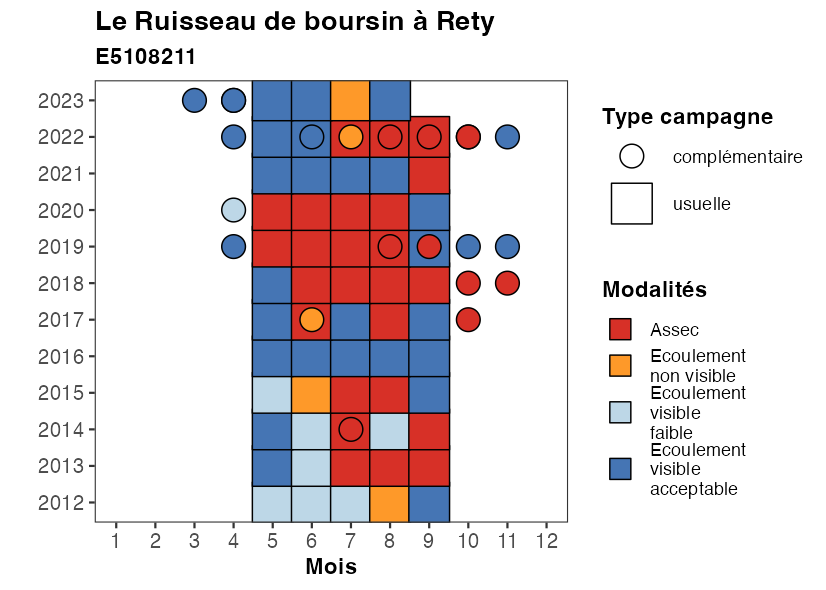 Le Ruisseau de boursin à Rety
E5108211
2023
2022
2021
2020
2019
2018
2017
2016
2015
2014
2013
2012
1 2 3 4 5 6 7 8 9 10 11 12
Mois
Type campagne
complémentaire
usuelle
Modalités
Assec
Ecoulement
non visible
Ecoulement
visible
faible
Ecoulement
visible
acceptable